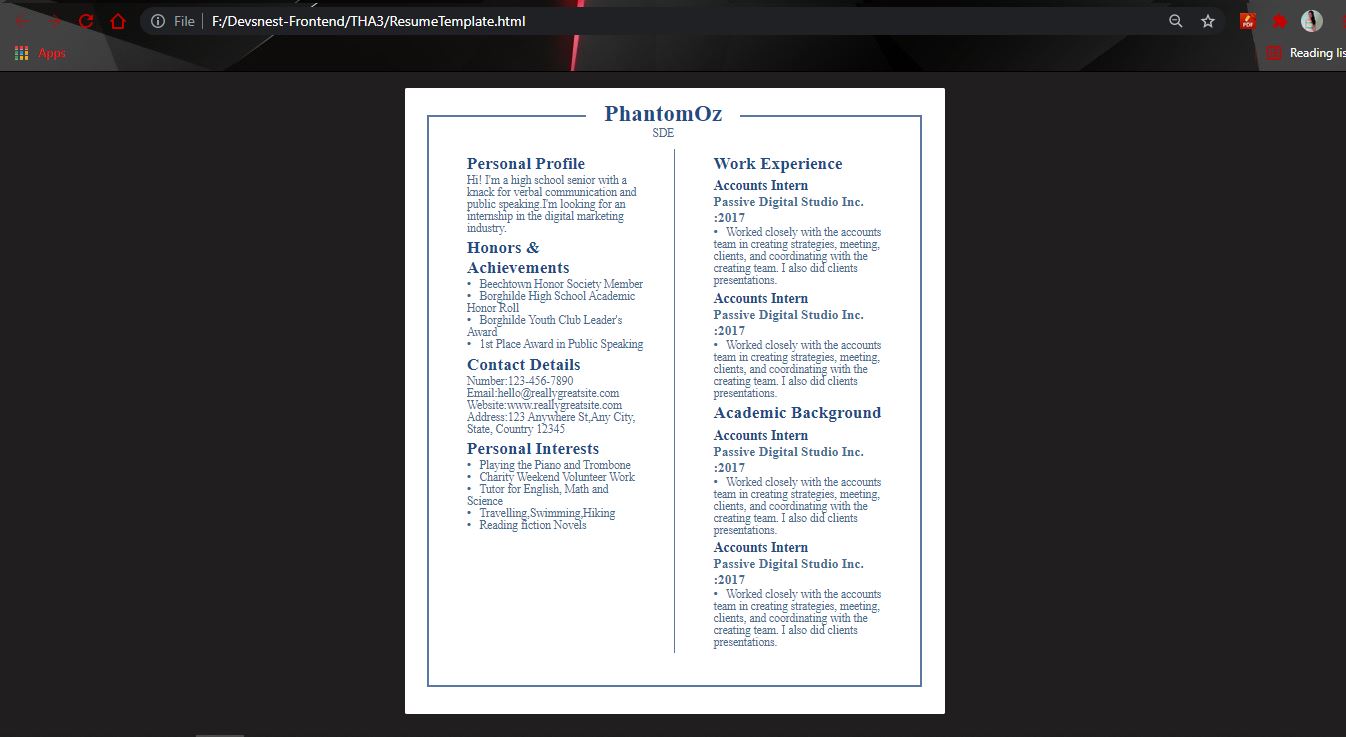 File
F:/Devsnest-Frontend/THA3/ResumeTemplate.html
PDF
Apps
Reading lis
PhantomOz
SDE
Personal Profile
Hi! I'm a high school senior with a
knack for verbal communication and
public speaking.I'm looking for an
internship in the digital marketing
industry.
Honors &
Achievements
• Beechtown Honor Society Member
• Borghilde High School Academic
Honor Roll
• Borghilde Youth Club Leader's
Award
• 1st Place Award in Public Speaking
Contact Details
Number:123-456-7890
Email:hello@reallygreatsite.com
Website:www.reallygreatsite.com
Address:123 Anywhere St,Any City,
State, Country 12345
Personal Interests
• Playing the Piano and Trombone
• Charity Weekend Volunteer Work
• Tutor for English, Math and
Science
• Travelling,Swimming,Hiking
• Reading fiction Novels
Work Experience
Accounts Intern
Passive Digital Studio Inc.
:2017
• Worked closely with the accounts
team in creating strategies, meeting,
clients, and coordinating with the
creating team. I also did clients
presentations.
Accounts Intern
Passive Digital Studio Inc.
:2017
• Worked closely with the accounts
team in creating strategies, meeting,
clients, and coordinating with the
creating team. I also did clients
presentations.
Academic Background
Accounts Intern
Passive Digital Studio Inc.
:2017
• Worked closely with the accounts
team in creating strategies, meeting,
clients, and coordinating with the
creating team. I also did clients
presentations.
Accounts Intern
Passive Digital Studio Inc.
:2017
• Worked closely with the accounts
team in creating strategies, meeting,
clients, and coordinating with the
creating team. I also did clients
presentations.